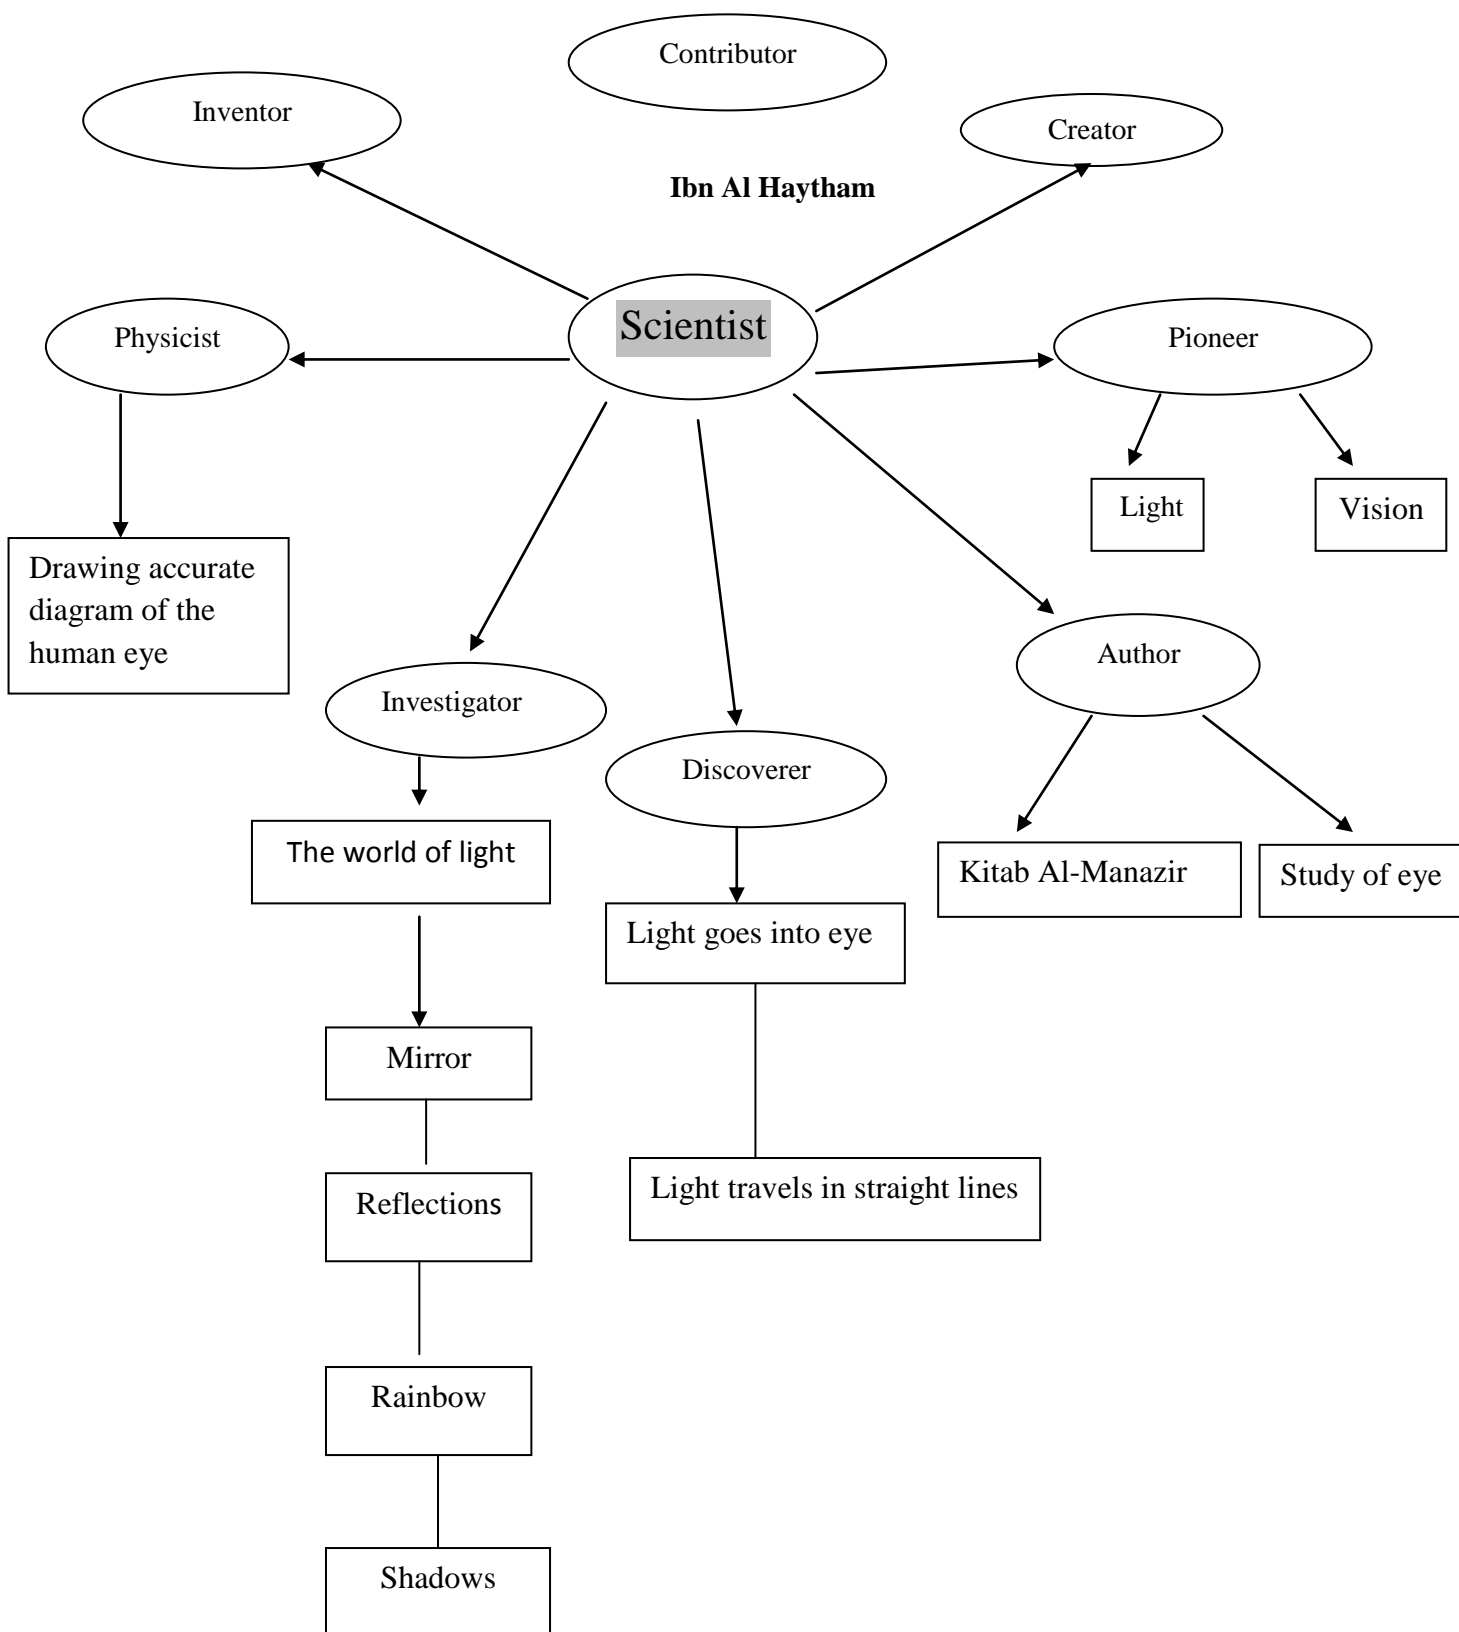 Contributor
Inventor
Creator
Ibn Al Haytham
Scientist
Physicist
Pioneer
Light
Vision
Drawing accurate
diagram of the
human eye
Author
Investigator
Discoverer
The world of light
Kitab Al-Manazir
Study of eye
Light goes into eye
Mirror
Reflections
Light travels in straight lines
Rainbow
Shadows